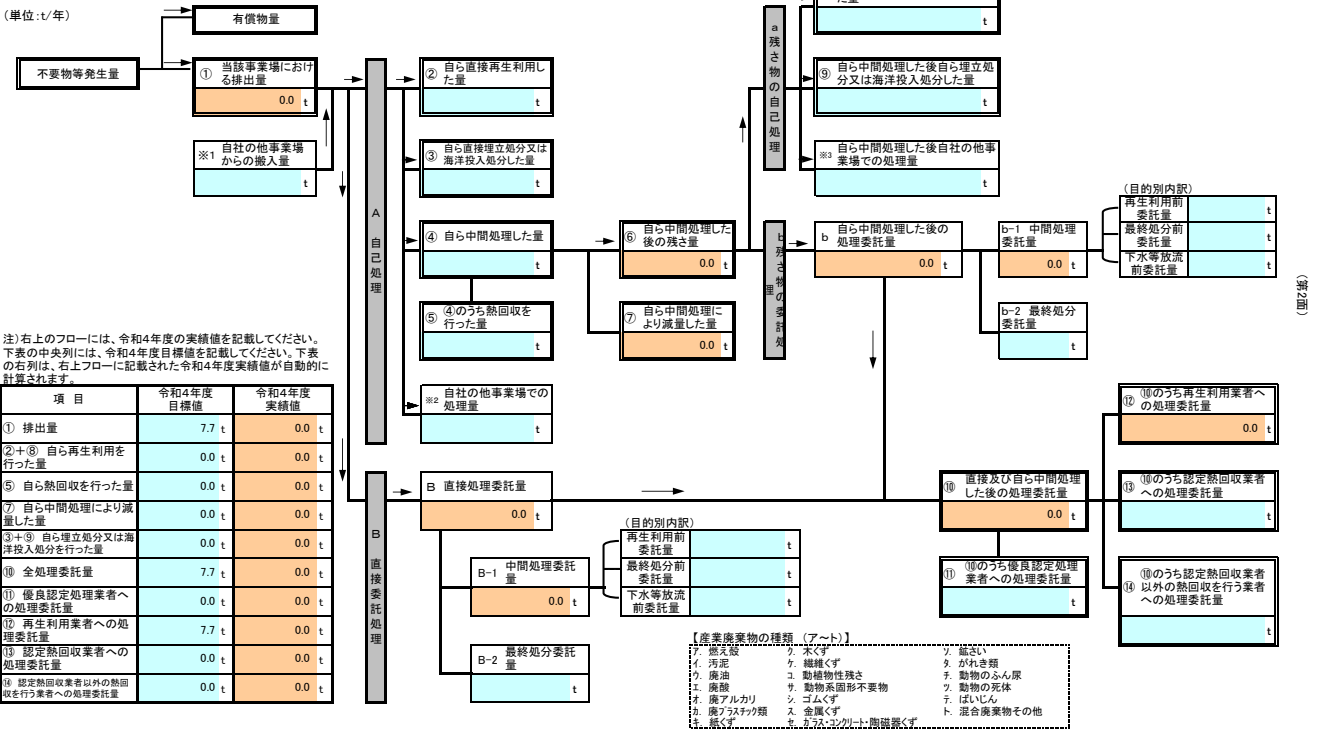 (単位:t/年)
有償物量
不要物等発生量
① 当該事業場におけ
る排出量
0.0 t
※1 自社の他事業場
からの搬入量
t
A 自己処理
② 自ら直接再生利用し
た量
t
③ 自ら直接埋立処分又は
海洋投入処分した量
t
④ 自ら中間処理した量
t
⑤ ④のうち熱回収を
行った量
t
※2 自社の他事業場での
処理量
t
⑥ 自ら中間処理した
後の残さ量
0.0 t
⑦ 自ら中間処理に
より減量した量
0.0 t
a 残さ物の自己処理
t
⑨ 自ら中間処理した後自ら埋立処
分又は海洋投入処分した量
t
※3 自ら中間処理した後自社の他事
業場での処理量
t
b 残さ物の委託処理
b 自ら中間処理した後の
処理委託量
0.0 t
b-1 中間処理
委託量
0.0 t
b-2 最終処分
委託量
t
(目的別内訳)
再生利用前
委託量
t
最終処分前
委託量
t
下水等放流
前委託量
t
(第2面)
注)右上のフローには、令和4年度の実績値を記載してください。
下表の中央列には、令和4年度目標値を記載してください。下表
の右列は、右上フローに記載された令和4年度実績値が自動的に
計算されます。
項 目 令和4年度
目標値 令和4年度
実績値
① 排出量 7.7 t 0.0 t
②+⑧ 自ら再生利用を
行った量 0.0 t 0.0 t
⑤ 自ら熱回収を行った量 0.0 t 0.0 t
⑦ 自ら中間処理により減
量した量 0.0 t 0.0 t
③+⑨ 自ら埋立処分又は海
洋投入処分を行った量 0.0 t 0.0 t
⑩ 全処理委託量 7.7 t 0.0 t
⑪ 優良認定処理業者へ
の処理委託量 0.0 t 0.0 t
⑫ 再生利用業者への処
理委託量 7.7 t 0.0 t
⑬ 認定熱回収業者への
処理委託量 0.0 t 0.0 t
⑭ 認定熱回収業者以外の熱回
収を行う業者への処理委託量 0.0 t 0.0 t
B 直接委託処理
B 直接処理委託量
0.0 t
B-1 中間処理委託
量
0.0 t
B-2 最終処分委託
量
t
(目的別内訳)
再生利用前
委託量
t
最終処分前
委託量
t
下水等放流
前委託量
t
⑩ 直接及び自ら中間処理
した後の処理委託量
0.0 t
⑪ ⑩のうち優良認定処理
業者への処理委託量
t
⑫ ⑩のうち再生利用業者へ
の処理委託量
0.0 t
⑬ ⑩のうち認定熱回収業者
への処理委託量
t
⑭ ⑩のうち認定熱回収業者
以外の熱回収を行う業者
への処理委託量
t
【産業廃棄物の種類 (ア~ト)】
ア. 燃え殻 ク. 木くず ソ. 鉱さい
イ. 汚泥 ケ. 繊維くず タ. がれき類
ウ. 廃油 コ. 動植物性残さ チ. 動物のふん尿
エ. 廃酸 サ. 動物系固形不要物 ツ. 動物の死体
オ. 廃アルカリ シ. ゴムくず テ. ばいじん
カ. 廃プラスチック類 ス. 金属くず ト. 混合廃棄物その他
キ. 紙くず セ. ガラス・コンクリート・陶磁器くず